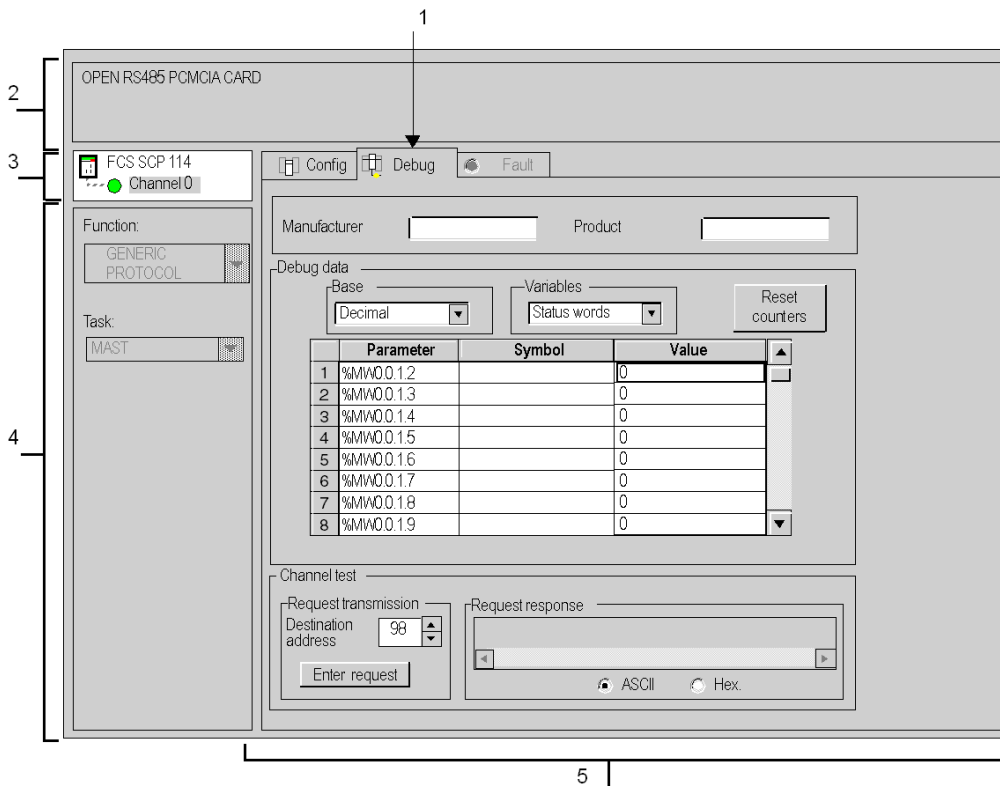 1
2
OPEN RS485 PCMCIA CARD
3
FCS SCP 114
Channel 0
Config
Debug
Fault
4
Function:
GENERIC
PROTOCOL
Task:
MAST
Manufacturer
Product
Debug data
Base
Decimal
Variables
Status words
Reset
counters
Parameter Symbol Value
1 %MW0.0.1.2 0
2 %MW0.0.1.3 0
3 %MW0.0.1.4 0
4 %MW0.0.1.5 0
5 %MW0.0.1.6 0
6 %MW0.0.1.7 0
7 %MW0.0.1.8 0
8 %MW0.0.1.9 0
Channel test
Request transmission
Destination
address
98
Enter request
Request response
ASCII
Hex.
5